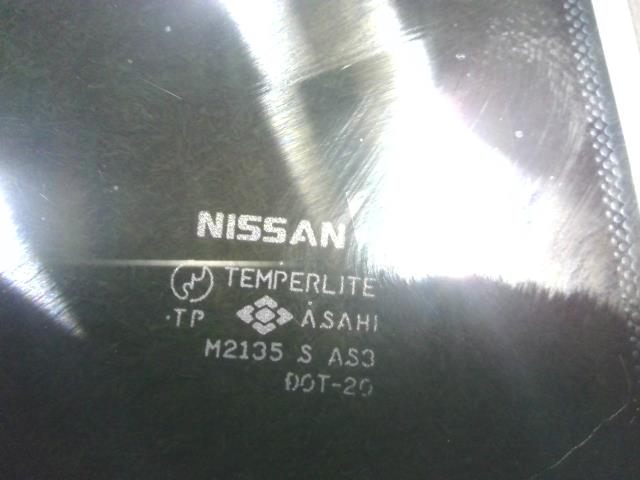 NISSAN
TEMPERLITE
TP ASAHI
M2135 S AS3
DOT-20